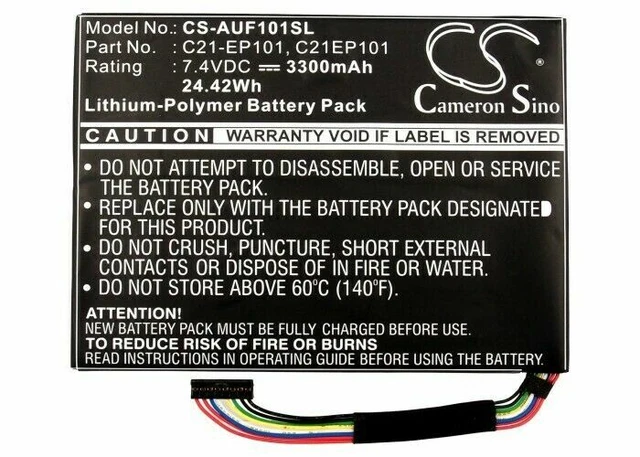 Model No.: CS-AUF101SL
Part No. : C21-EP101, C21EP101
Rating : 7.4VDC ⎓ 3300mAh
24.42Wh
Lithium-Polymer Battery Pack
CS
®
Cameron Sino
CAUTION WARRANTY VOID IF LABEL IS REMOVED
• DO NOT ATTEMPT TO DISASSEMBLE, OPEN OR SERVICE
THE BATTERY PACK.
• REPLACE ONLY WITH THE BATTERY PACK DESIGNATED
FOR THIS PRODUCT.
• DO NOT CRUSH, PUNCTURE, SHORT EXTERNAL
CONTACTS OR DISPOSE OF IN FIRE OR WATER.
• DO NOT STORE ABOVE 60°C (140°F).
ATTENTION!
NEW BATTERY PACK MUST BE FULLY CHARGED BEFORE USE
TO REDUCE RISK OF FIRE OR BURNS
READ INSTRUCTIONS IN OPERATING GUIDE BEFORE USING BATTERY